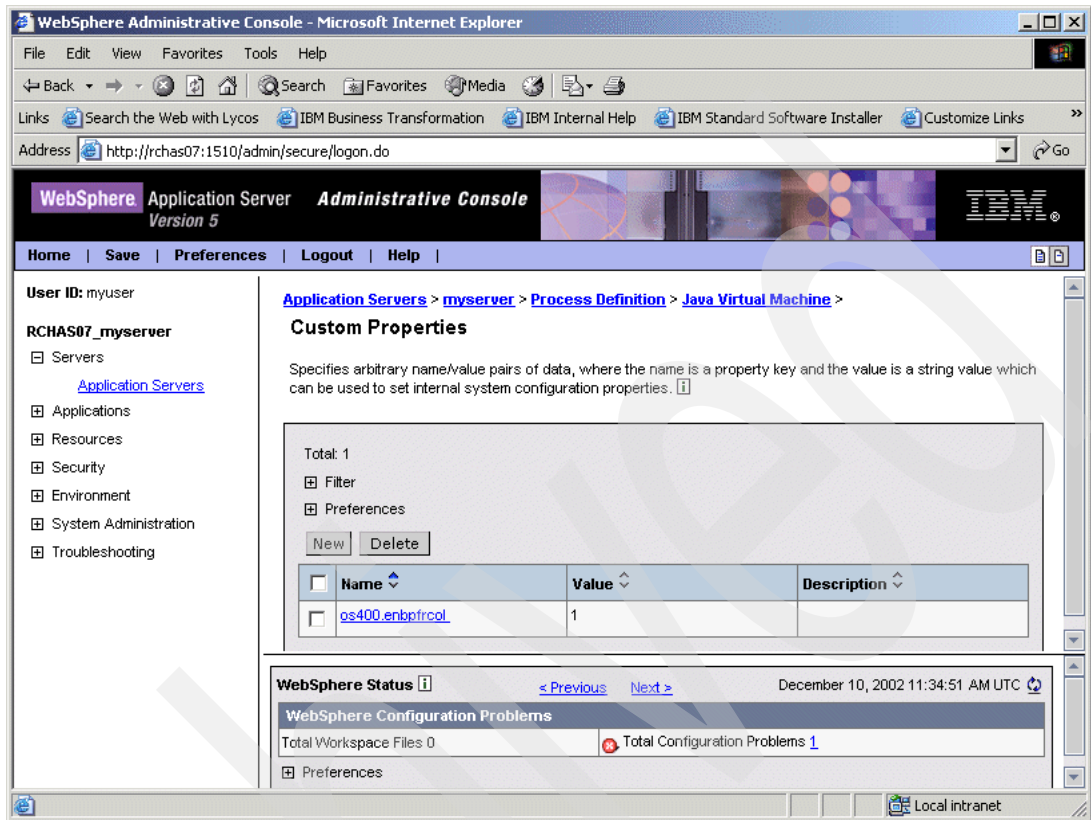 WebSphere Administrative Console - Microsoft Internet Explorer
File Edit View Favorites Tools Help
Back Search Favorites Media
Links Search the Web with Lycos IBM Business Transformation IBM Internal Help IBM Standard Software Installer Customize Links »
Address http://rchas07:1510/admin/secure/logon.do Go
WebSphere Application Server Administrative Console
Version 5
IBM®
Home | Save | Preferences | Logout | Help |
User ID: myuser
RCHAS07_myserver
Servers
Application Servers
Applications
Resources
Security
Environment
System Administration
Troubleshooting
Application Servers > myserver > Process Definition > Java Virtual Machine >
Custom Properties
Specifies arbitrary name/value pairs of data, where the name is a property key and the value is a string value which
can be used to set internal system configuration properties. i
Total: 1
Filter
Preferences
New Delete
Name Value Description
os400.enbpfrcol 1
WebSphere Status i < Previous Next > December 10, 2002 11:34:51 AM UTC
WebSphere Configuration Problems
Total Workspace Files 0 Total Configuration Problems 1
Preferences
Local intranet